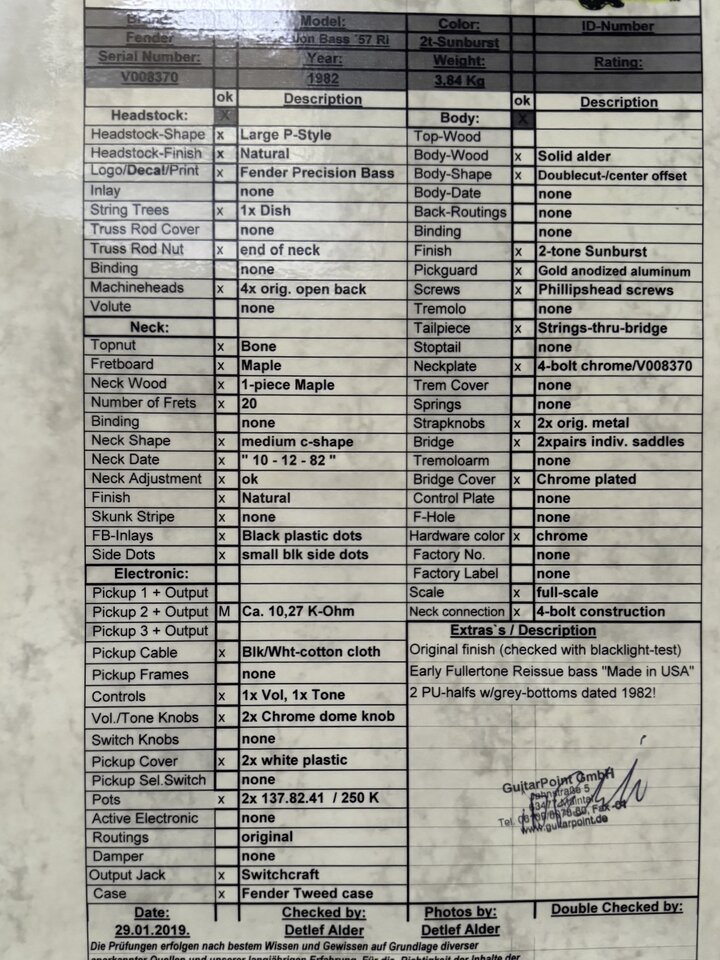 Brand: Model: Color: ID-Number
Fender Bass ´57 RI 2t-Sunburst
Serial Number: Year: Weight: Rating:
V008370 1982 3,84 Kg
ok Description ok Description
Headstock: X Body: X
Headstock-Shape x Large P-Style Top-Wood
Headstock-Finish x Natural Body-Wood x Solid alder
Logo/Decal/Print x Fender Precision Bass Body-Shape x Doublecut-/center offset
Inlay none Body-Date none
String Trees x 1x Dish Back-Routings none
Truss Rod Cover none Binding none
Truss Rod Nut x end of neck Finish x 2-tone Sunburst
Binding none Pickguard x Gold anodized aluminum
Machineheads x 4x orig. open back Screws x Phillipshead screws
Volute none Tremolo none
Neck: Tailpiece x Strings-thru-bridge
Topnut x Bone Stoptail none
Fretboard x Maple Neckplate x 4-bolt chrome/V008370
Neck Wood x 1-piece Maple Trem Cover none
Number of Frets x 20 Springs none
Binding none Strapknobs x 2x orig. metal
Neck Shape x medium c-shape Bridge x 2xpairs indiv. saddles
Neck Date x " 10 - 12 - 82 " Tremoloarm none
Neck Adjustment x ok Bridge Cover x Chrome plated
Finish x Natural Control Plate none
Skunk Stripe x none F-Hole none
FB-Inlays x Black plastic dots Hardware color x chrome
Side Dots x small blk side dots Factory No. none
Electronic: Factory Label none
Pickup 1 + Output Scale x full-scale
Pickup 2 + Output M Ca. 10,27 K-Ohm Neck connection x 4-bolt construction
Pickup 3 + Output Extras`s / Description
Pickup Cable x Blk/Wht-cotton cloth Original finish (checked with blacklight-test)
Pickup Frames none Early Fullertone Reissue bass "Made in USA"
Controls x 1x Vol, 1x Tone 2 PU-halfs w/grey-bottoms dated 1982!
Vol./Tone Knobs x 2x Chrome dome knob
Switch Knobs none
Pickup Cover x 2x white plastic
Pickup Sel.Switch none
GuitarPoint GmbH
Pots x 2x 137.82.41 / 250 K
Active Electronic none
Tel.
www.guitarpoint.de
Routings original
Damper none
Output Jack x Switchcraft
Case x Fender Tweed case
Date: Checked by: Photos by: Double Checked by:
29.01.2019. Detlef Alder Detlef Alder
Die Prüfungen erfolgen nach bestem Wissen und Gewissen auf Grundlage diverser
anerkannter Quellen und unserer langjährigen Erfahrung. Für die Richtigkeit der Inhalte der